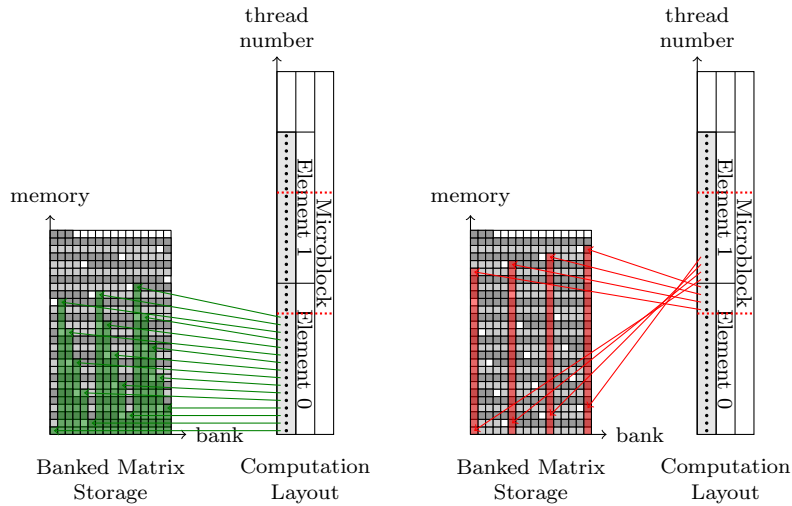 thread
number
Element 1
Microblock
Element 0
memory
bank
Banked Matrix
Storage
Computation
Layout
thread
number
Element 1
Microblock
Element 0
memory
bank
Banked Matrix
Storage
Computation
Layout